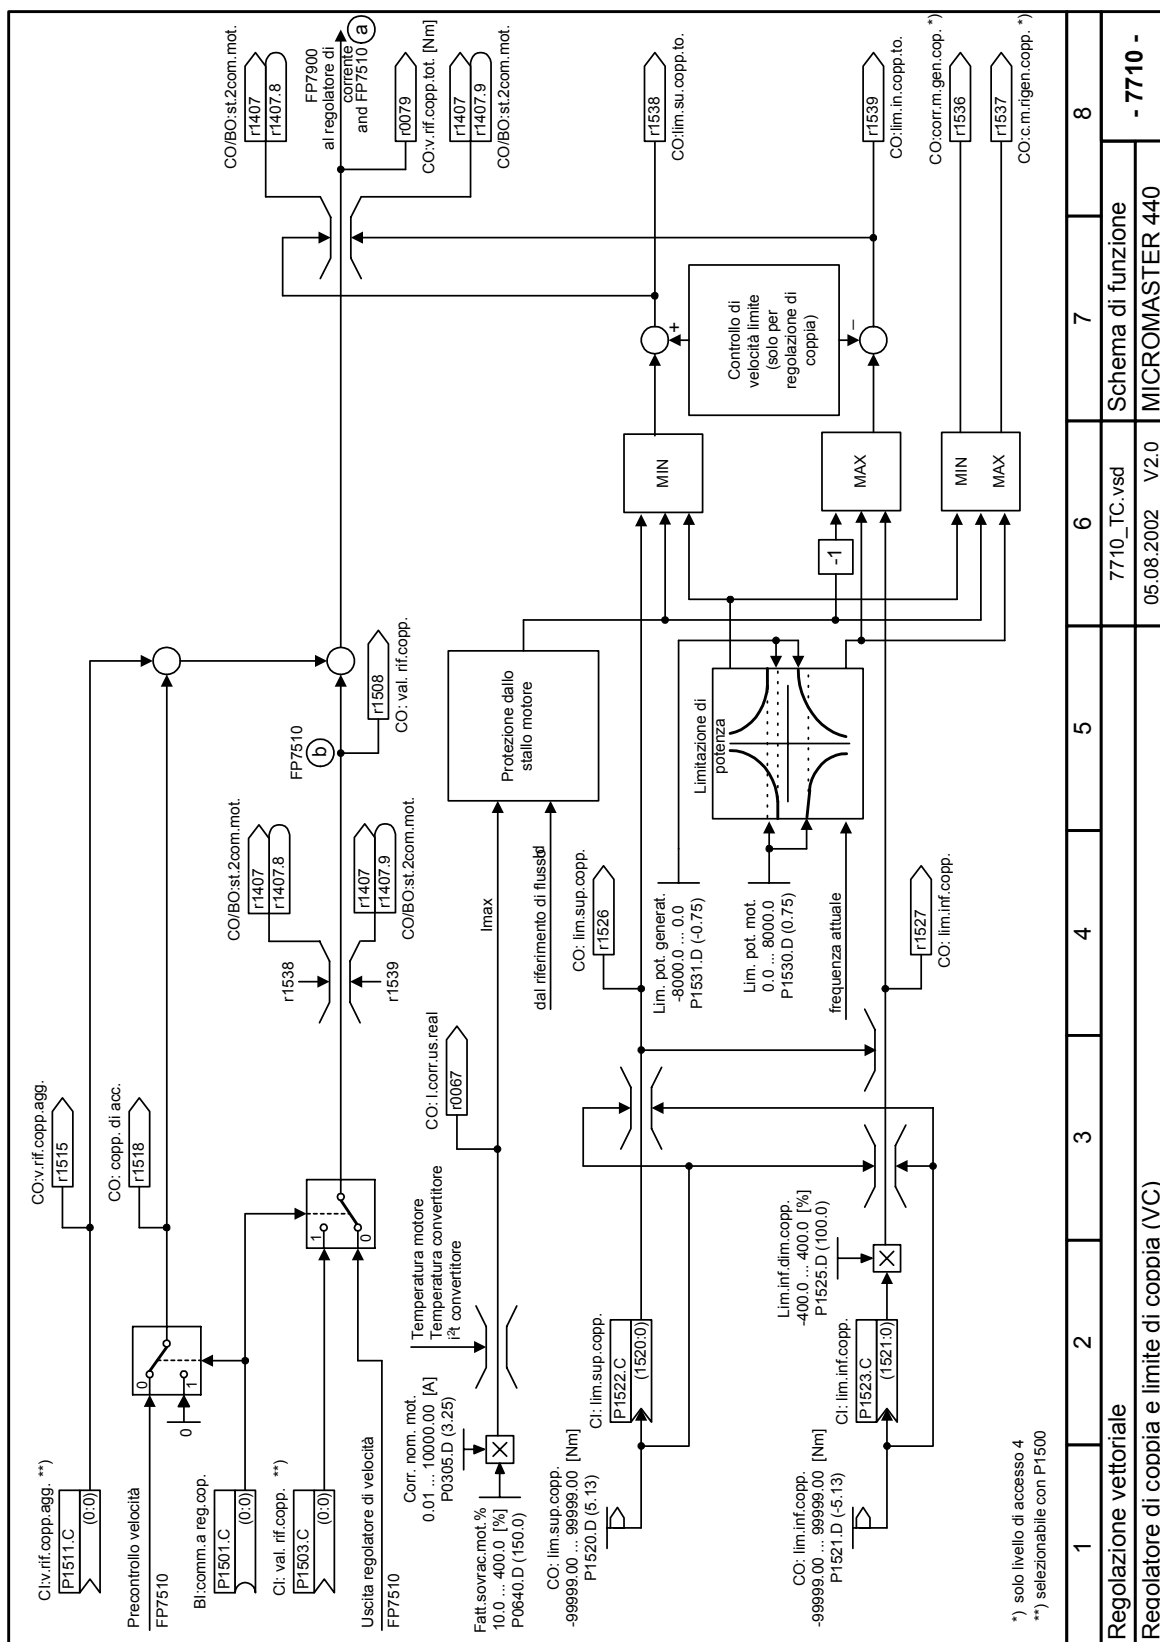 CI:v.rif.copp.agg. **)
P1511.C
(0:0)
Precontrollo velocità
FP7510
BI:comm.a reg.cop.
P1501.C
(0:0)
CI: val. rif.copp. **)
P1503.C
(0:0)
Uscita regolatore di velocità
FP7510
0
0
1
1
0
CO:v.rif.copp.agg.
r1515
CO: copp. di acc.
r1518
CO/BO:st.2com.mot.
r1407
r1407.8
r1538
r1539
r1407
r1407.9
CO/BO:st.2com.mot.
FP7510
b
r1508
CO: val. rif.copp.
CO/BO:st.2com.mot.
r1407
r1407.8
FP7900
al regolatore di
corrente
and FP7510
a
r0079
CO:v.rif.copp.tot. [Nm]
r1407
r1407.9
CO/BO:st.2com.mot.
Fatt.sovrac.mot.%
10.0 ... 400.0 [%]
P0640.D (150.0)
Corr. nom. mot.
0.01 ... 10000.00 [A]
P0305.D (3.25)
Temperatura motore
Temperatura convertitore
i²t convertitore
CO: I.corr.us.real
r0067
Imax
dal riferimento di flusso
Id
Protezione dallo
stallo motore
CO: lim.sup.copp.
-99999.00 ... 99999.00 [Nm]
P1520.D (5.13)
CI: lim.sup.copp.
P1522.C
(1520:0)
CO: lim.sup.copp.
r1526
Lim. pot. generat.
-8000.0 ... 0.0
P1531.D (-0.75)
Lim. pot. mot.
0.0 ... 8000.0
P1530.D (0.75)
frequenza attuale
Limitazione di
potenza
MIN
+
r1538
CO:lim.su.copp.to.
Controllo di
velocità limite
(solo per
regolazione di
coppia)
CO: lim.inf.copp.
-99999.00 ... 99999.00 [Nm]
P1521.D (-5.13)
CI: lim.inf.copp.
P1523.C
(1521:0)
Lim.inf.dim.copp.
-400.0 ... 400.0 [%]
P1525.D (100.0)
r1527
CO: lim.inf.copp.
-1
MAX
–
r1539
CO:lim.in.copp.to.
MIN
MAX
CO:corr.m.gen.cop. *)
r1536
r1537
CO:c.m.rigen.copp. *)
*) solo livello di accesso 4
**) selezionabile con P1500
1 2 3 4 5 6 7 8
Regolazione vettoriale
7710_TC.vsd
Schema di funzione
- 7710 -
Regolatore di coppia e limite di coppia (VC)
05.08.2002 V2.0
MICROMASTER 440